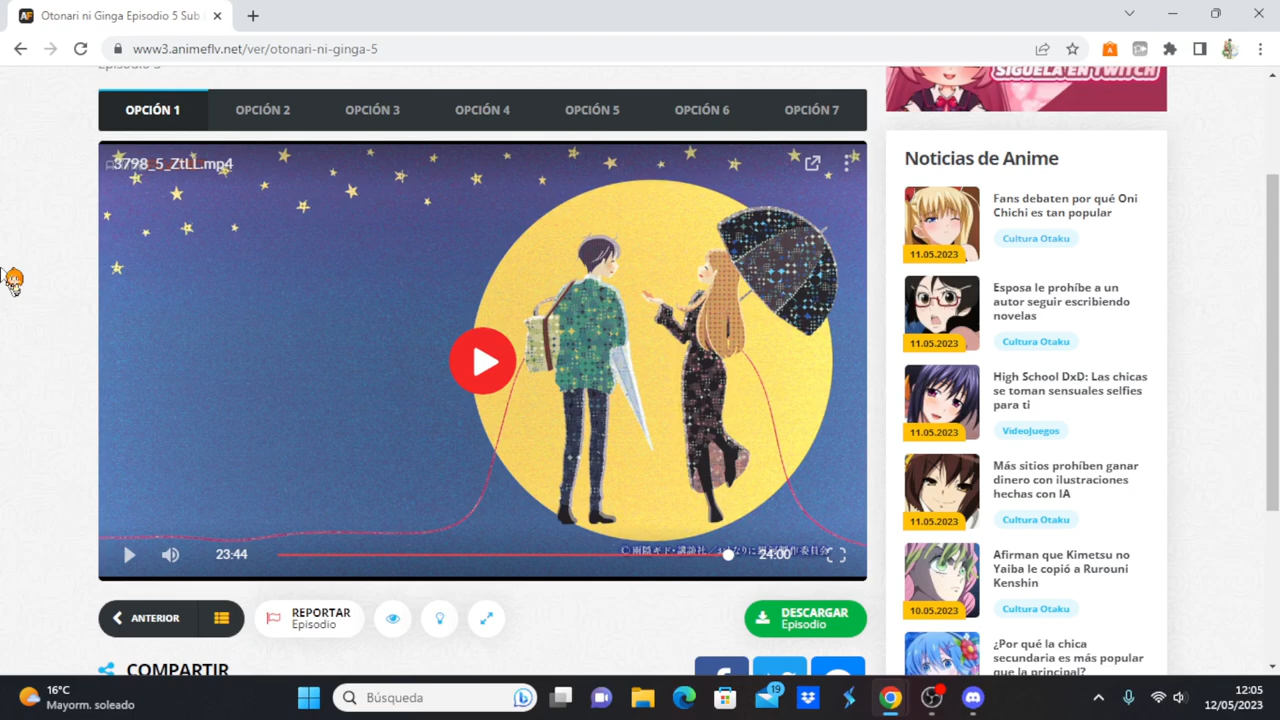 Otonari ni Ginga Episodio 5 Sub
www3.animeflv.net/ver/otonari-ni-ginga-5
Episodio 5
SIGUELA EN TWITCH
OPCIÓN 1
OPCIÓN 2
OPCIÓN 3
OPCIÓN 4
OPCIÓN 5
OPCIÓN 6
OPCIÓN 7
3798_5_ZtLL.mp4
23:44
24:00
ANTERIOR
REPORTAR
Episodio
DESCARGAR
Episodio
COMPARTIR
Noticias de Anime
Fans debaten por qué Oni
Chichi es tan popular
Cultura Otaku
11.05.2023
Esposa le prohíbe a un
autor seguir escribiendo
novelas
Cultura Otaku
11.05.2023
High School DxD: Las chicas
se toman sensuales selfies
para ti
VideoJuegos
11.05.2023
Más sitios prohíben ganar
dinero con ilustraciones
hechas con IA
Cultura Otaku
11.05.2023
Afirman que Kimetsu no
Yaiba le copió a Rurouni
Kenshin
Cultura Otaku
10.05.2023
¿Por qué la chica
secundaria es más popular
que la principal?
16°C
Mayorm. soleado
Búsqueda
19
12:05
12/05/2023